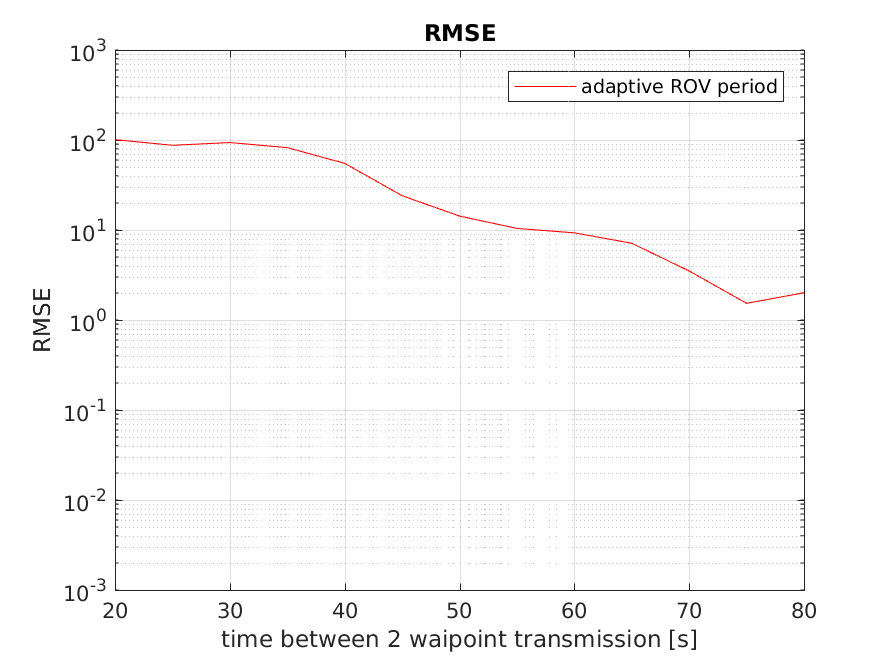 RMSE
adaptive ROV period
10^3
10^2
10^1
10^0
10^-1
10^-2
10^-3
RMSE
20 30 40 50 60 70 80
time between 2 waipoint transmission [s]